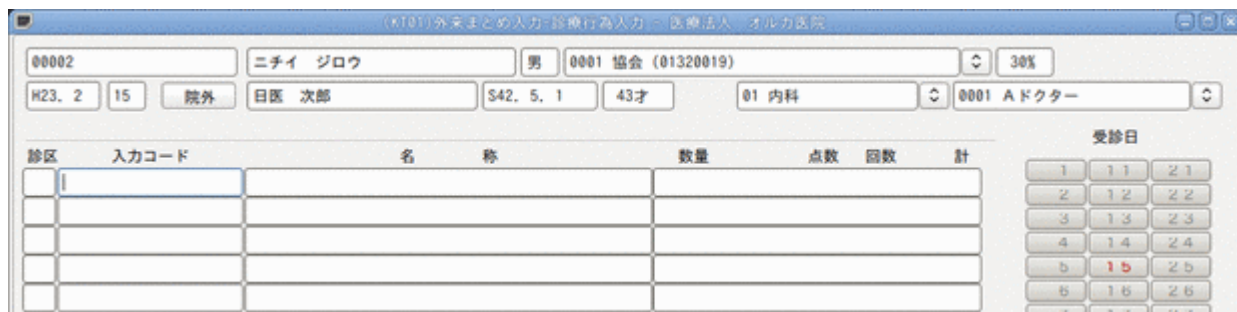 (K101)外来まとめ入力-診療行為入力 - 医療法人 オルカ医院
00002 ニチイ ジロウ 男 0001 協会 (01320019) 30%
H23. 2 15 院外 日医 次郎 S42. 5. 1 43才 01 内科 0001 Aドクター
受診日
診区 入力コード 名 称 数量 点数 回数 計
1 11 21
2 12 22
3 13 23
4 14 24
5 15 25
6 16 26